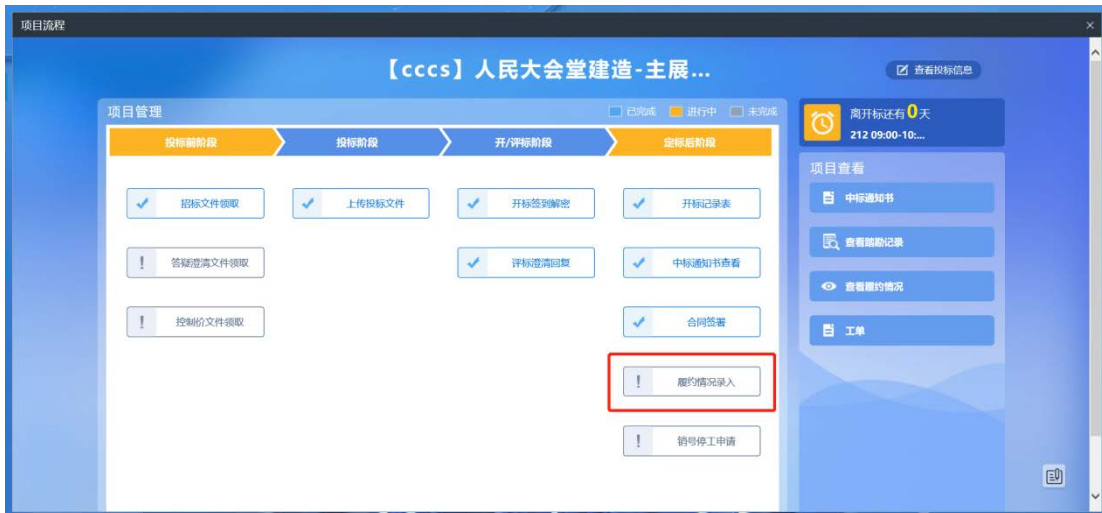 项目流程
【cccs】人民大会堂建造-主展...
查看投标信息
项目管理
已完成 进行中 未完成
投标前阶段 投标阶段 开/评标阶段 定标后阶段
招标文件领取 上传投标文件 开标签到解密 开标记录表
答疑澄清文件领取 评标澄清回复 中标通知书查看
控制价文件领取 合同签署
履约情况录入
销号停工申请
离开标还有0天
212 09:00-10:...
项目查看
中标通知书
查看踏勘记录
查看履约情况
工单